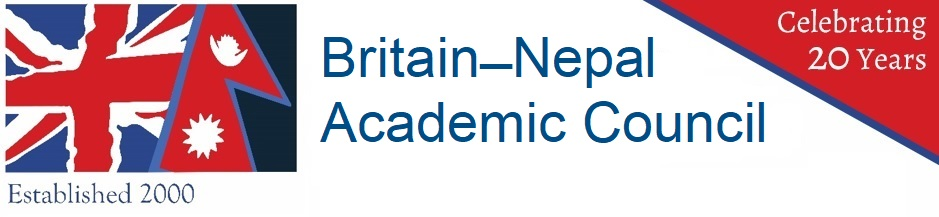 Britain–Nepal
Academic Council
Celebrating
20 Years
Established 2000